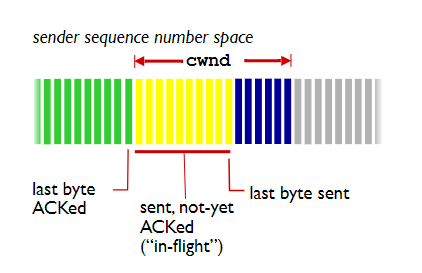 sender sequence number space
cwnd
last byte
ACKed
sent, not-yet
ACKed
("in-flight")
last byte sent